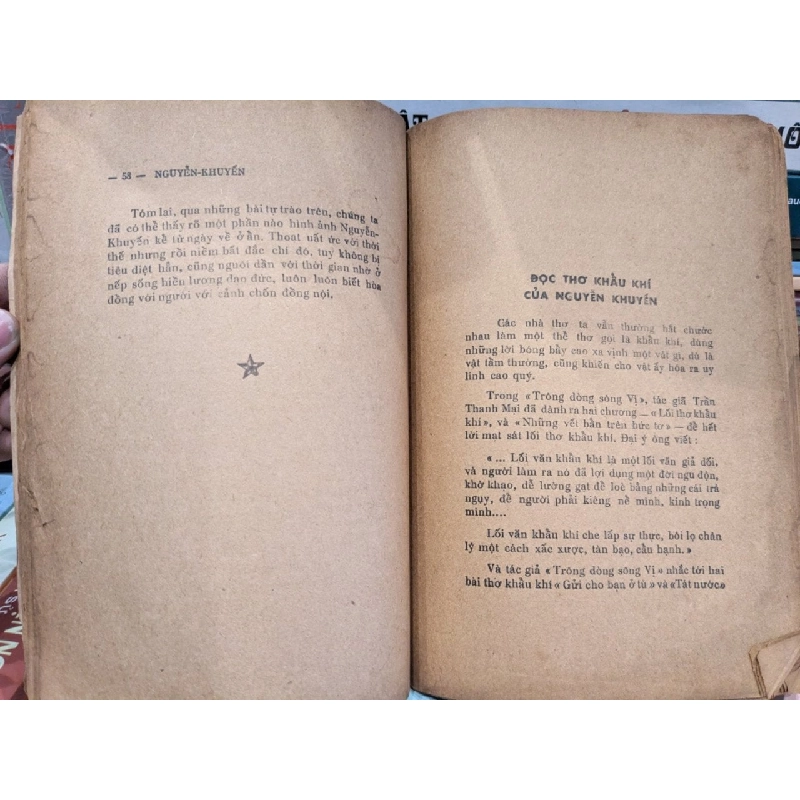 — 58 — NGUYỄN-KHUYẾN
Tóm lại, qua những bài tự trào trên, chúng ta
đã có thể thấy rõ một phần nào hình ảnh Nguyễn-
Khuyến kể từ ngày về ở ẩn. Thoạt uất ức với thời
thế nhưng rồi niềm bất đắc chí đó, tuy không bị
tiêu diệt hẳn, cũng nguôi dần với thời gian nhờ ở
nếp sống hiền lương đạo đức, luôn luôn biết hòa
đồng với người với cảnh chốn đồng nội.
ĐỌC THƠ KHẨU KHÍ
CỦA NGUYỄN KHUYẾN
Các nhà thơ ta vẫn thường bắt chước
nhau làm một thể thơ gọi là khẩu khí, dùng
những lời bóng bẩy cao xa vịnh một vật gì, dù là
vật tầm thường, cũng khiến cho vật ấy hóa ra uy
linh cao quý.
Trong «Trông dòng sông Vị», tác giả Trần
Thanh Mại đã dành ra hai chương — «Lối thơ khẩu
khí», và «Những vết bẩn trên bức tơ» — để hết
lời mạt sát lối thơ khẩu khí. Đại ý ông viết :
« ... Lối văn khẩu khí là một lối văn giả dối,
và người làm ra nó đã lợi dụng một đời ngu độn,
khờ khạo, dễ lường gạt để loè bằng những cái trá
ngụy, để người phải kiêng nể mình, kính trọng
mình....
Lối văn khẩu khí che lấp sự thực, bôi lọ chân
lý một cách xấc xược, tàn bạo, cẩu hạnh.»
Và tác giả «Trông dòng sông Vị» nhắc tới hai
bài thơ khẩu khí «Gửi cho bạn ở tù» và «Tát nước»